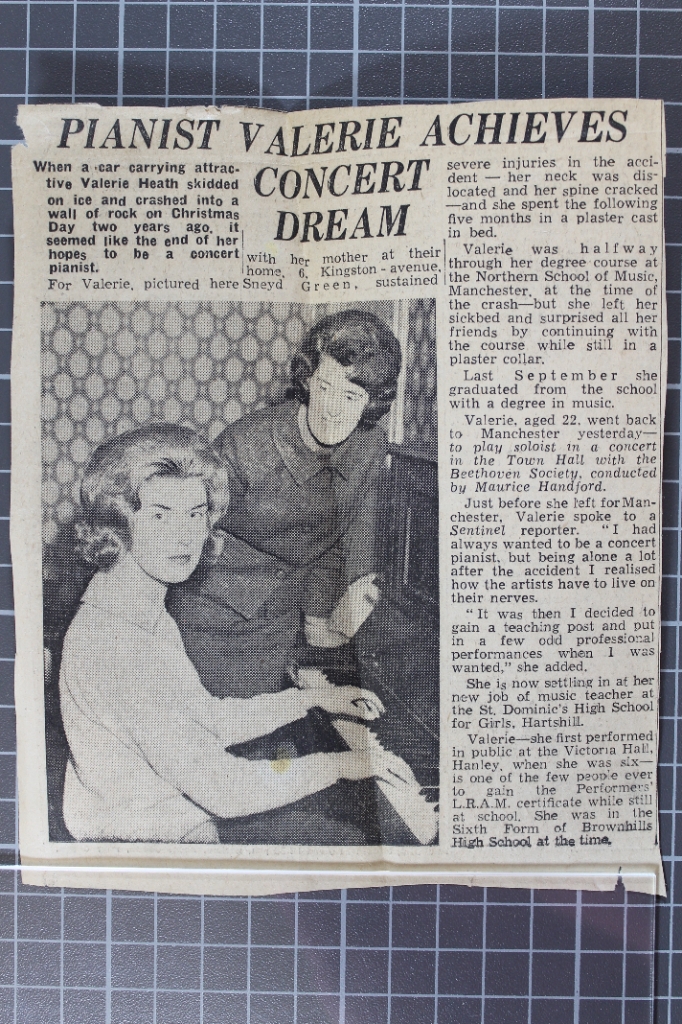 PIANIST VALERIE ACHIEVES
CONCERT
DREAM
When a car carrying attrac-
tive Valerie Heath skidded
on ice and crashed into a
wall of rock on Christmas
Day two years ago, it
seemed like the end of her
hopes to be a concert
pianist.
For Valerie, pictured here
with her mother at their
home, 6, Kingston-avenue,
Sneyd Green, sustained
severe injuries in the acci-
dent — her neck was dis-
located and her spine cracked
—and she spent the following
five months in a plaster cast
in bed.
Valerie was halfway
through her degree course at
the Northern School of Music,
Manchester, at the time of
the crash—but she left her
sickbed and surprised all her
friends by continuing with
the course while still in a
plaster collar.
Last September she
graduated from the school
with a degree in music.
Valerie, aged 22, went back
to Manchester yesterday—
to play soloist in a concert
in the Town Hall with the
Beethoven Society, conducted
by Maurice Handford.
Just before she left for Man-
chester, Valerie spoke to a
Sentinel reporter. "I had
always wanted to be a concert
pianist, but being alone a lot
after the accident I realised
how the artists have to live on
their nerves.
"It was then I decided to
gain a teaching post and put
in a few odd professional
performances when I was
wanted," she added.
She is now settling in at her
new job of music teacher at
the St. Dominic's High School
for Girls, Hartshill.
Valerie—she first performed
in public at the Victoria Hall,
Hanley, when she was six—
is one of the few people ever
to gain the Performers'
L.R.A.M. certificate while still
at school. She was in the
Sixth Form of Brownhills
High School at the time.